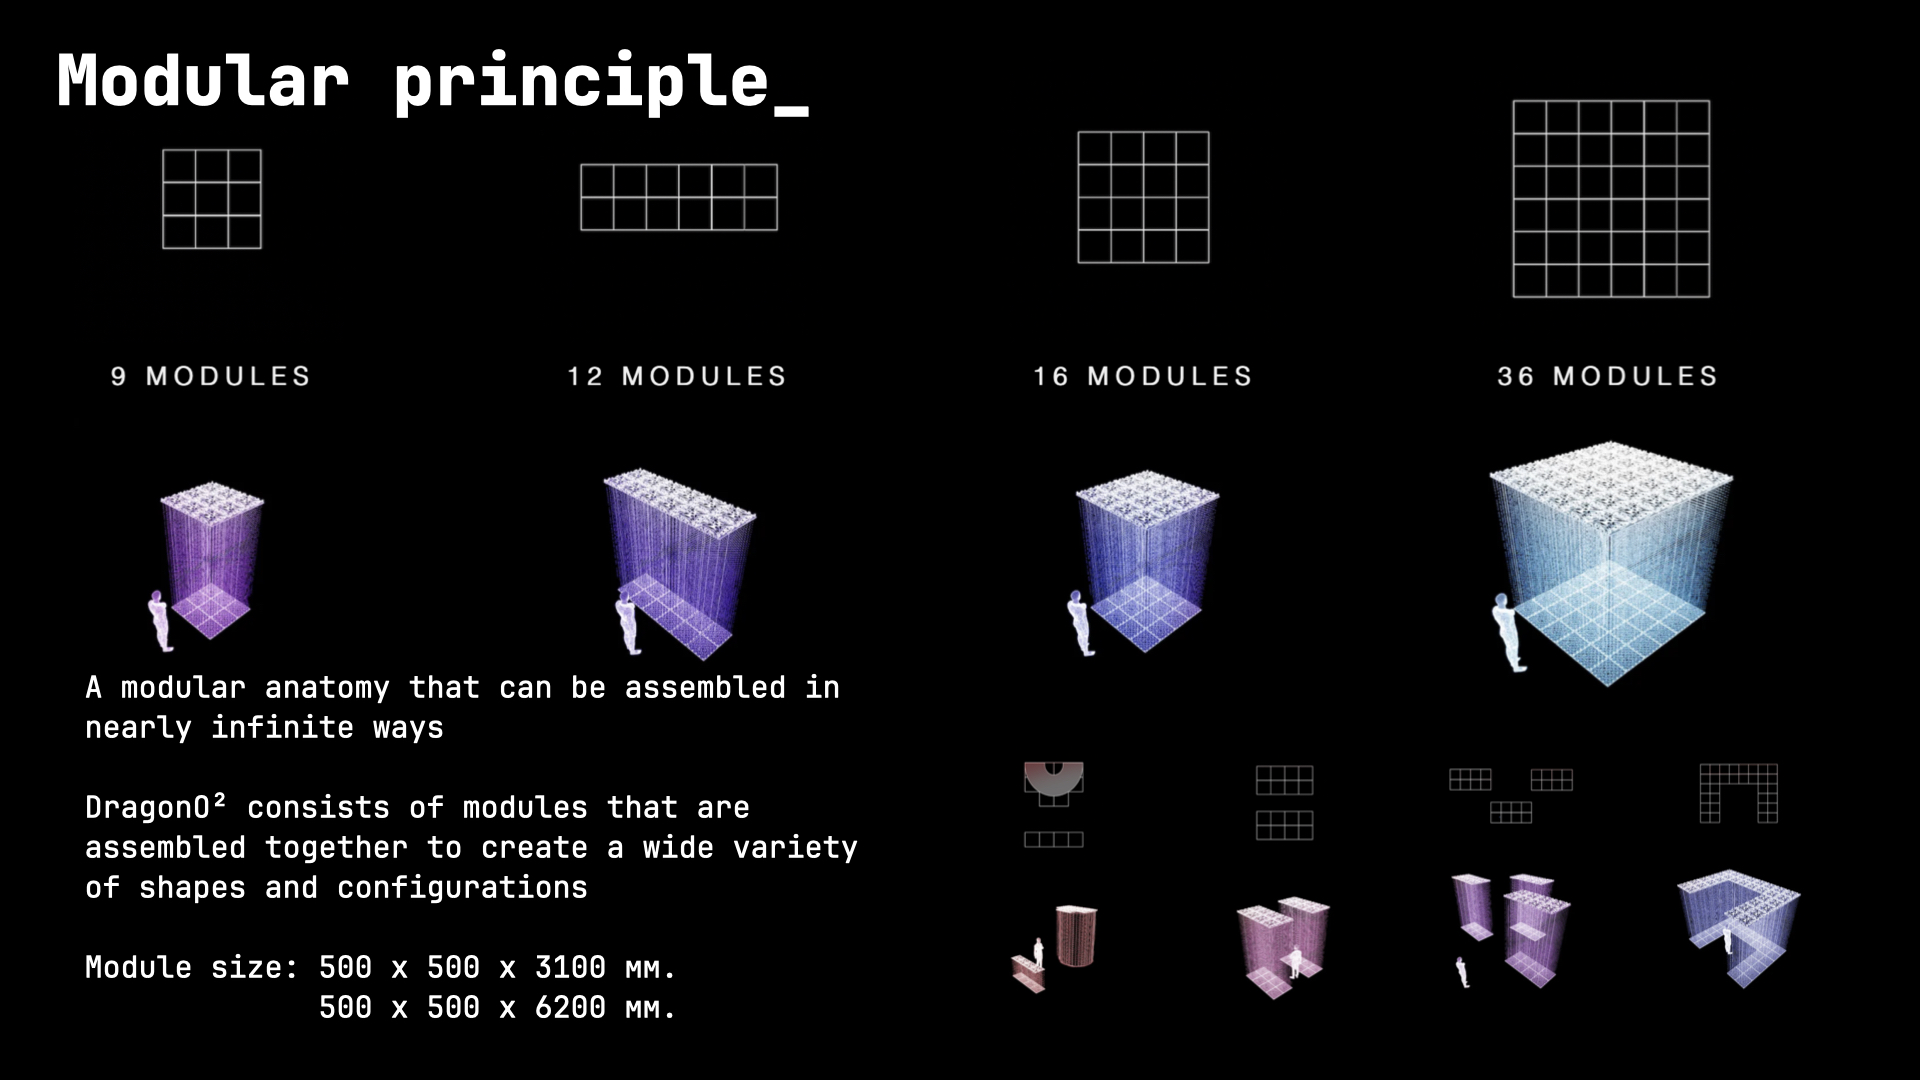 Modular principle_
9 MODULES
12 MODULES
16 MODULES
36 MODULES
A modular anatomy that can be assembled in
nearly infinite ways
DragonO² consists of modules that are
assembled together to create a wide variety
of shapes and configurations
Module size: 500 x 500 x 3100 мм.
500 x 500 x 6200 мм.